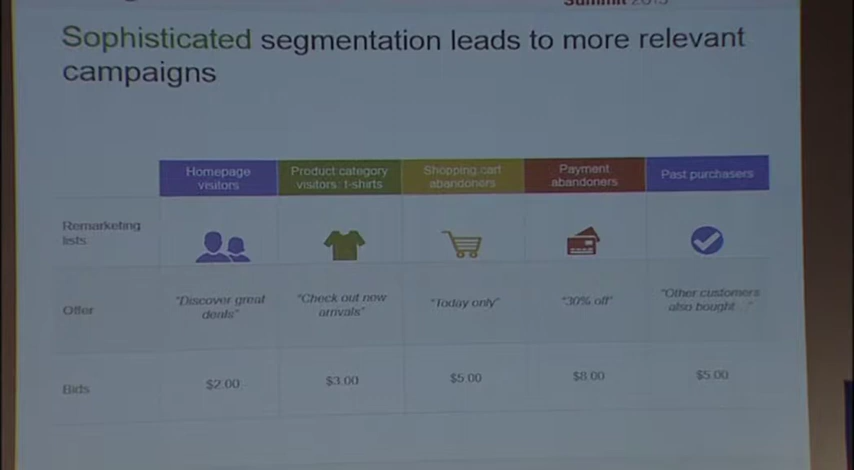 Summit 2015
Sophisticated segmentation leads to more relevant
campaigns
Homepage
visitors
Product category
visitors: t-shirts
Shopping cart
abandoners
Payment
abandoners
Past purchasers
Remarketing
lists
Offer
"Discover great
deals"
"Check out new
arrivals"
"Today only"
"30% off"
"Other customers
also bought..."
Bids
$2.00
$3.00
$5.00
$8.00
$5.00